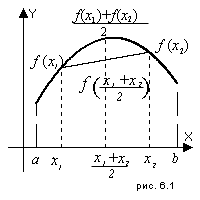 Y
f(x₁)+f(x₂)
2
f(x₁)
f(x₂)
f(x₁+x₂/2)
X
a x₁ x₁+x₂/2 x₂ b
рис. 6.1